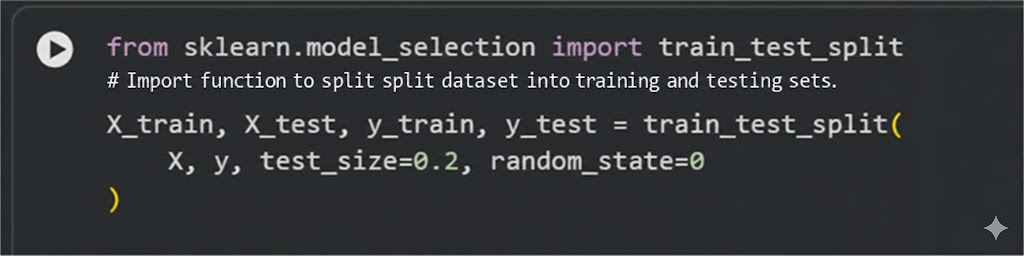 from sklearn.model_selection import train_test_split
# Import function to split split dataset into training and testing sets.
X_train, X_test, y_train, y_test = train_test_split(
    X, y, test_size=0.2, random_state=0
)